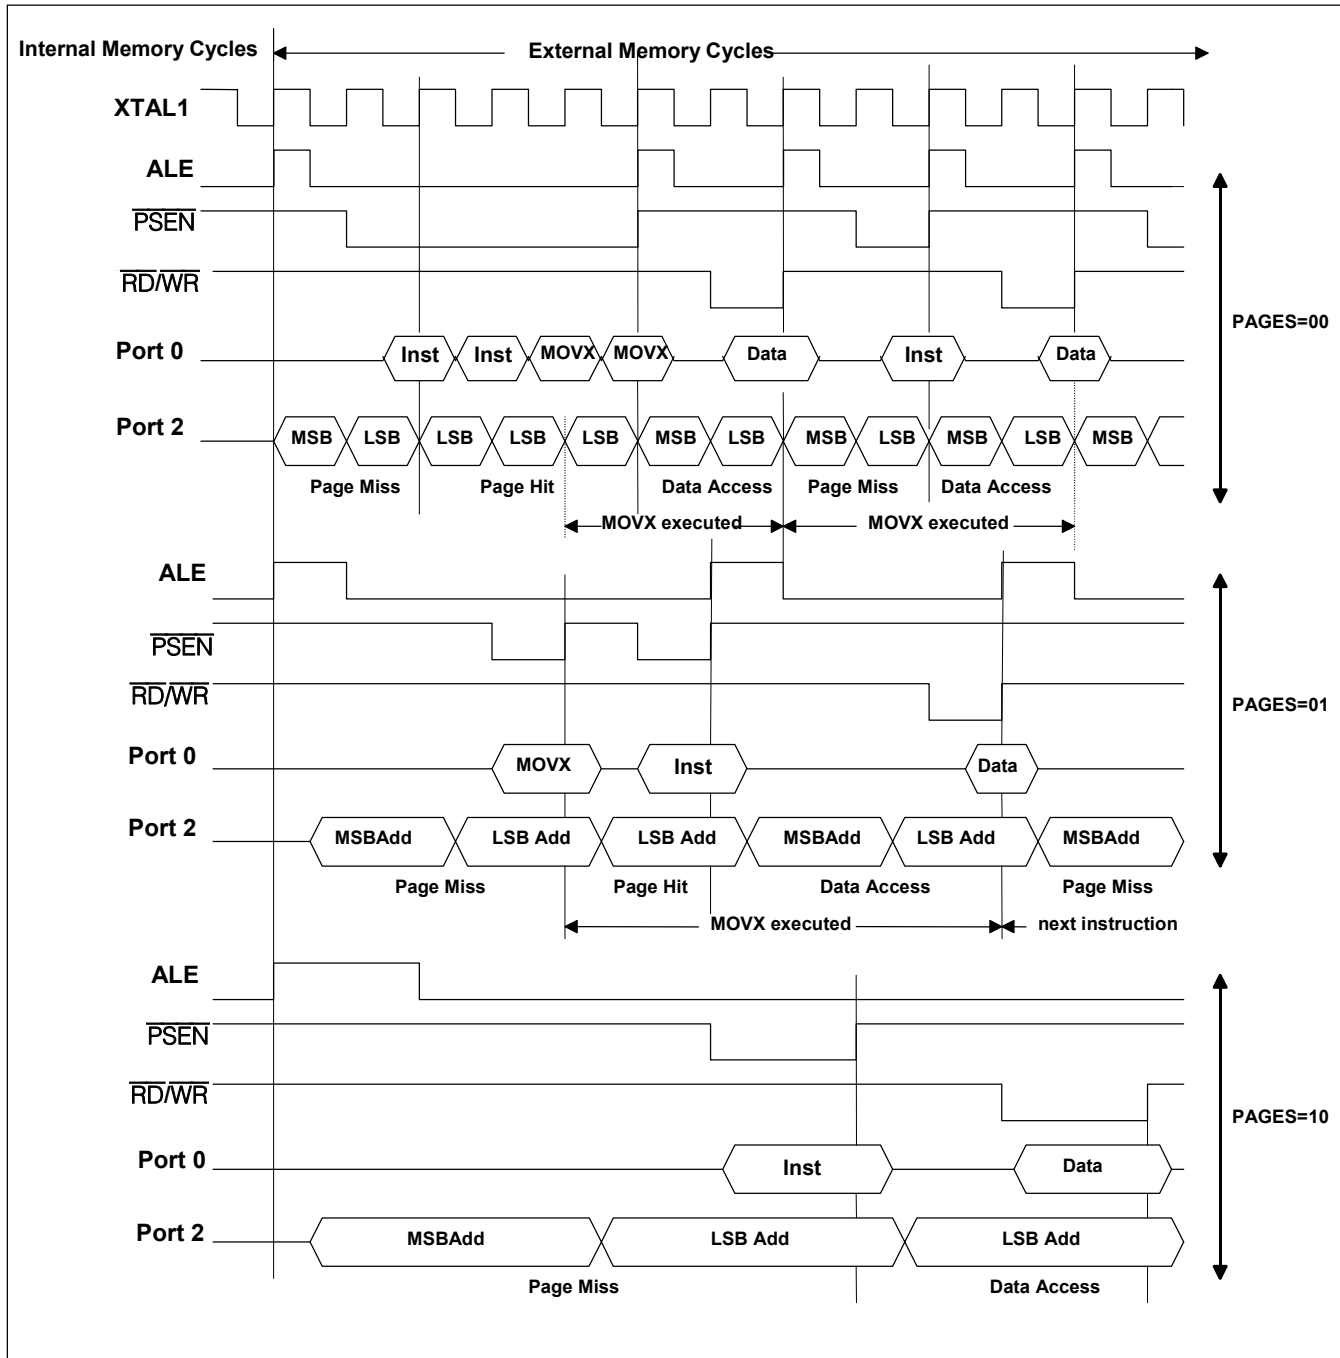 Internal Memory Cycles External Memory Cycles
XTAL1
ALE
PSEN
RD/WR
Port 0 Inst Inst MOVX MOVX Data Inst Data
Port 2 MSB LSB LSB LSB LSB MSB LSB MSB LSB MSB LSB MSB
Page Miss Page Hit Data Access Page Miss Data Access
MOVX executed MOVX executed
PAGES=00
ALE
PSEN
RD/WR
Port 0 MOVX Inst Data
Port 2 MSBAdd LSB Add LSB Add MSBAdd LSB Add MSBAdd
Page Miss Page Hit Data Access Page Miss
MOVX executed next instruction
PAGES=01
ALE
PSEN
RD/WR
Port 0 Inst Data
Port 2 MSBAdd LSB Add LSB Add
Page Miss Data Access
PAGES=10